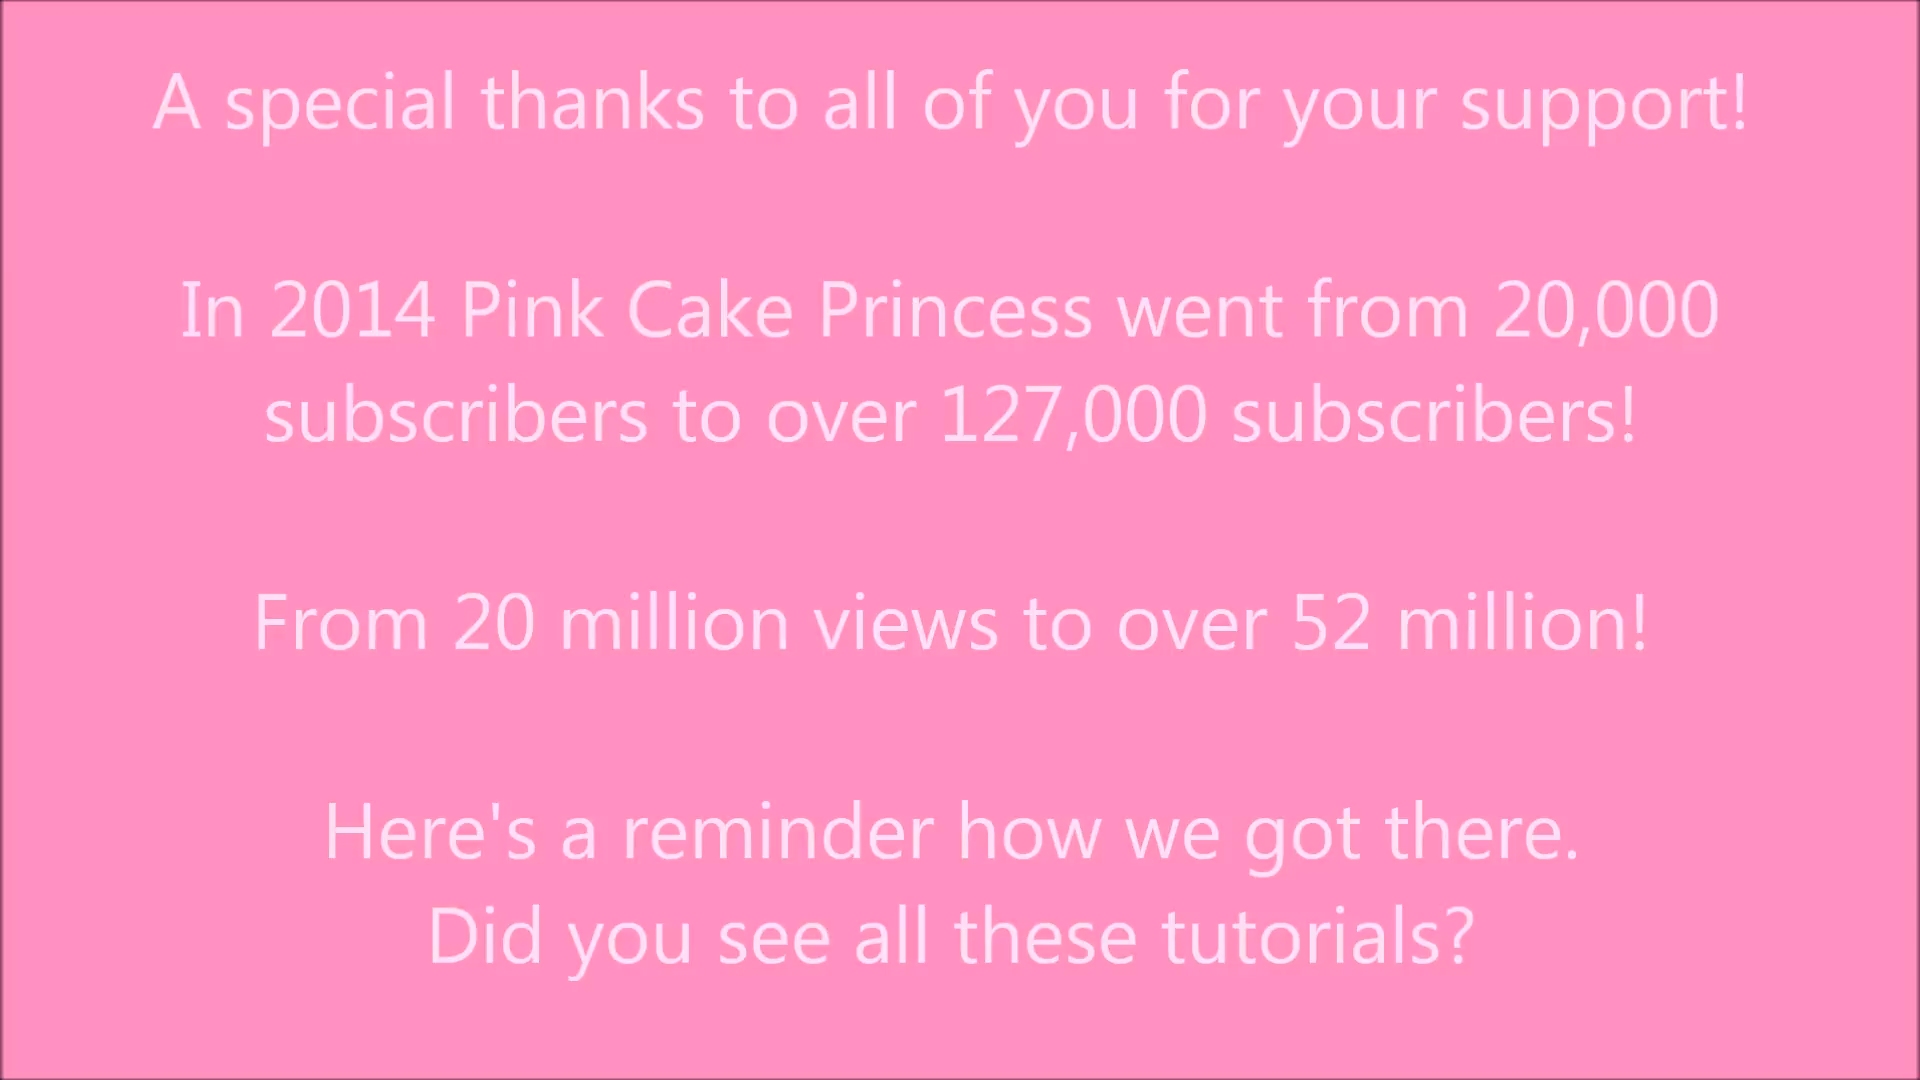 A special thanks to all of you for your support!
In 2014 Pink Cake Princess went from 20,000
subscribers to over 127,000 subscribers!
From 20 million views to over 52 million!
Here's a reminder how we got there.
Did you see all these tutorials?